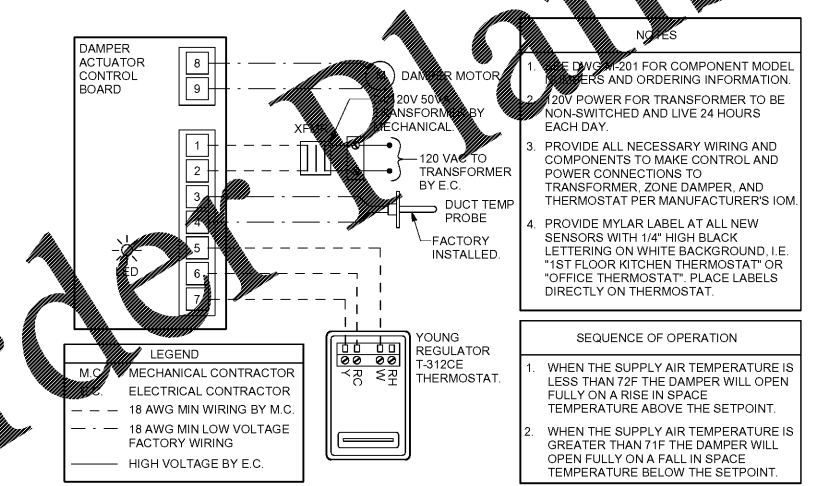 DAMPER
ACTUATOR
CONTROL
BOARD
8
9
1
2
3
4
5
6
7
LED
M
DAMPER MOTOR
120V 50VA
TRANSFORMER BY
MECHANICAL.
XFMR
120 VAC TO
TRANSFORMER
BY E.C.
DUCT TEMP
PROBE
FACTORY
INSTALLED.
Y
RC
W
RH
YOUNG
REGULATOR
T-312CE
THERMOSTAT.
LEGEND
M.C. MECHANICAL CONTRACTOR
E.C. ELECTRICAL CONTRACTOR
18 AWG MIN WIRING BY M.C.
18 AWG MIN LOW VOLTAGE
FACTORY WIRING
HIGH VOLTAGE BY E.C.
NOTES
1. SEE DWG M-201 FOR COMPONENT MODEL
NUMBERS AND ORDERING INFORMATION.
2. 120V POWER FOR TRANSFORMER TO BE
NON-SWITCHED AND LIVE 24 HOURS
EACH DAY.
3. PROVIDE ALL NECESSARY WIRING AND
COMPONENTS TO MAKE CONTROL AND
POWER CONNECTIONS TO
TRANSFORMER, ZONE DAMPER, AND
THERMOSTAT PER MANUFACTURER'S IOM.
4. PROVIDE MYLAR LABEL AT ALL NEW
SENSORS WITH 1/4" HIGH BLACK
LETTERING ON WHITE BACKGROUND, I.E.
"1ST FLOOR KITCHEN THERMOSTAT" OR
"OFFICE THERMOSTAT". PLACE LABELS
DIRECTLY ON THERMOSTAT.
SEQUENCE OF OPERATION
1. WHEN THE SUPPLY AIR TEMPERATURE IS
LESS THAN 72F THE DAMPER WILL OPEN
FULLY ON A RISE IN SPACE
TEMPERATURE ABOVE THE SETPOINT.
2. WHEN THE SUPPLY AIR TEMPERATURE IS
GREATER THAN 71F THE DAMPER WILL
OPEN FULLY ON A FALL IN SPACE
TEMPERATURE BELOW THE SETPOINT.
rder Plans